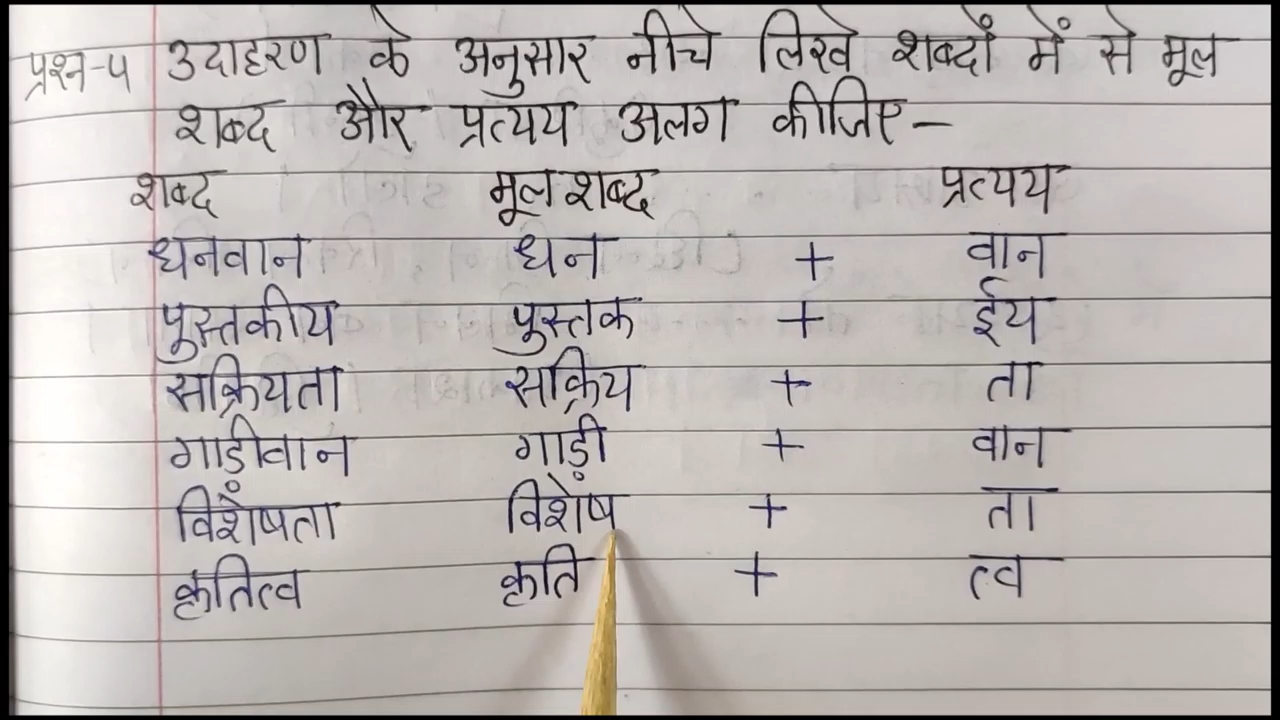 प्रश्न-५ उदाहरण के अनुसार नीचे लिखे शब्दों में से मूल
शब्द और प्रत्यय अलग कीजिए-
शब्द मूल शब्द प्रत्यय
धनवान धन + वान
पुस्तकीय पुस्तक + ईय
सक्रियता सक्रिय + ता
गाड़ीवान गाड़ी + वान
विशेषता विशेष + ता
कृतित्व कृति + त्व